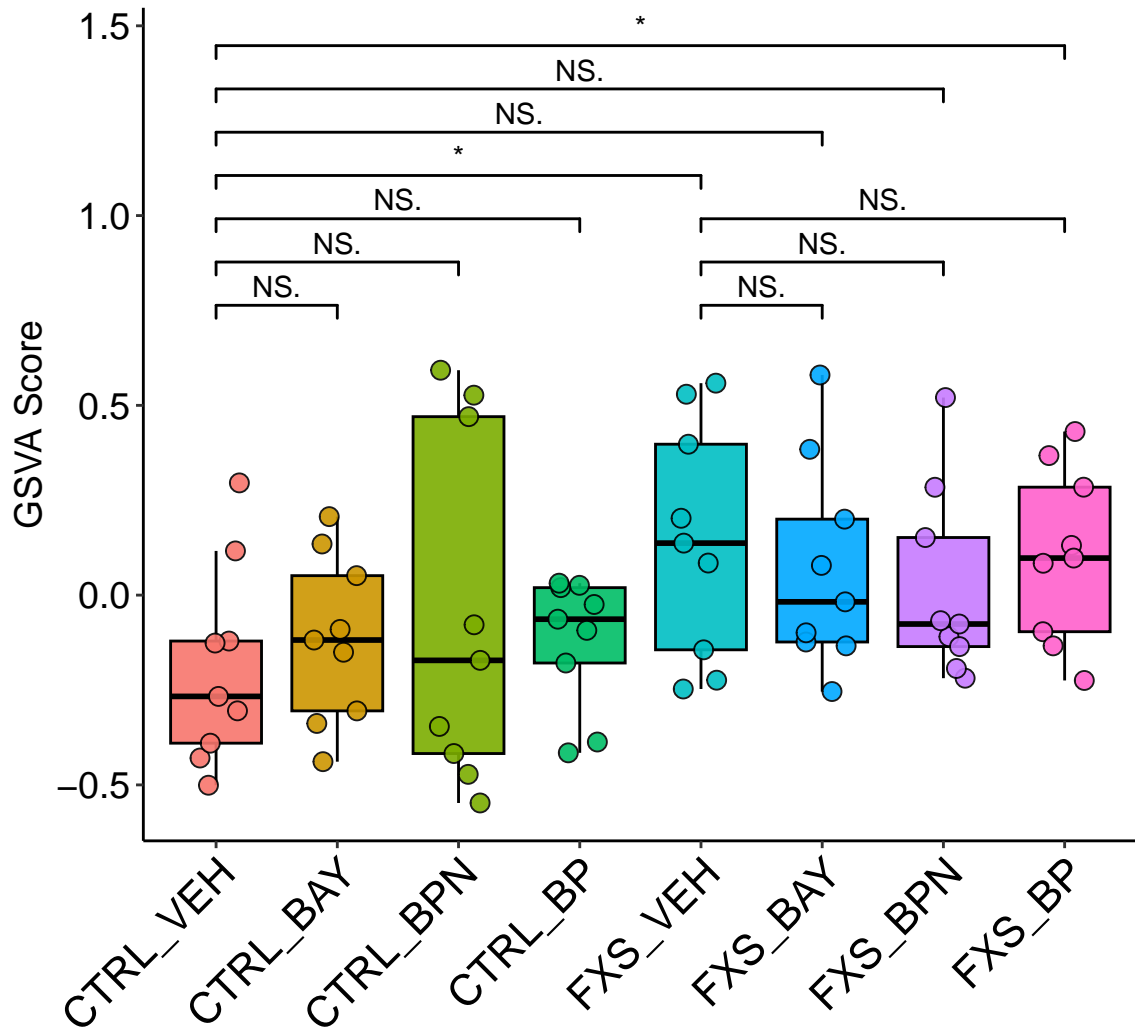 *
NS.
NS.
*
NS.
NS.
NS.
NS.
NS.
NS.
1.5
1.0
0.5
0.0
−0.5
GSVA Score
CTRL_VEH
CTRL_BAY
CTRL_BPN
CTRL_BP
FXS_VEH
FXS_BAY
FXS_BPN
FXS_BP